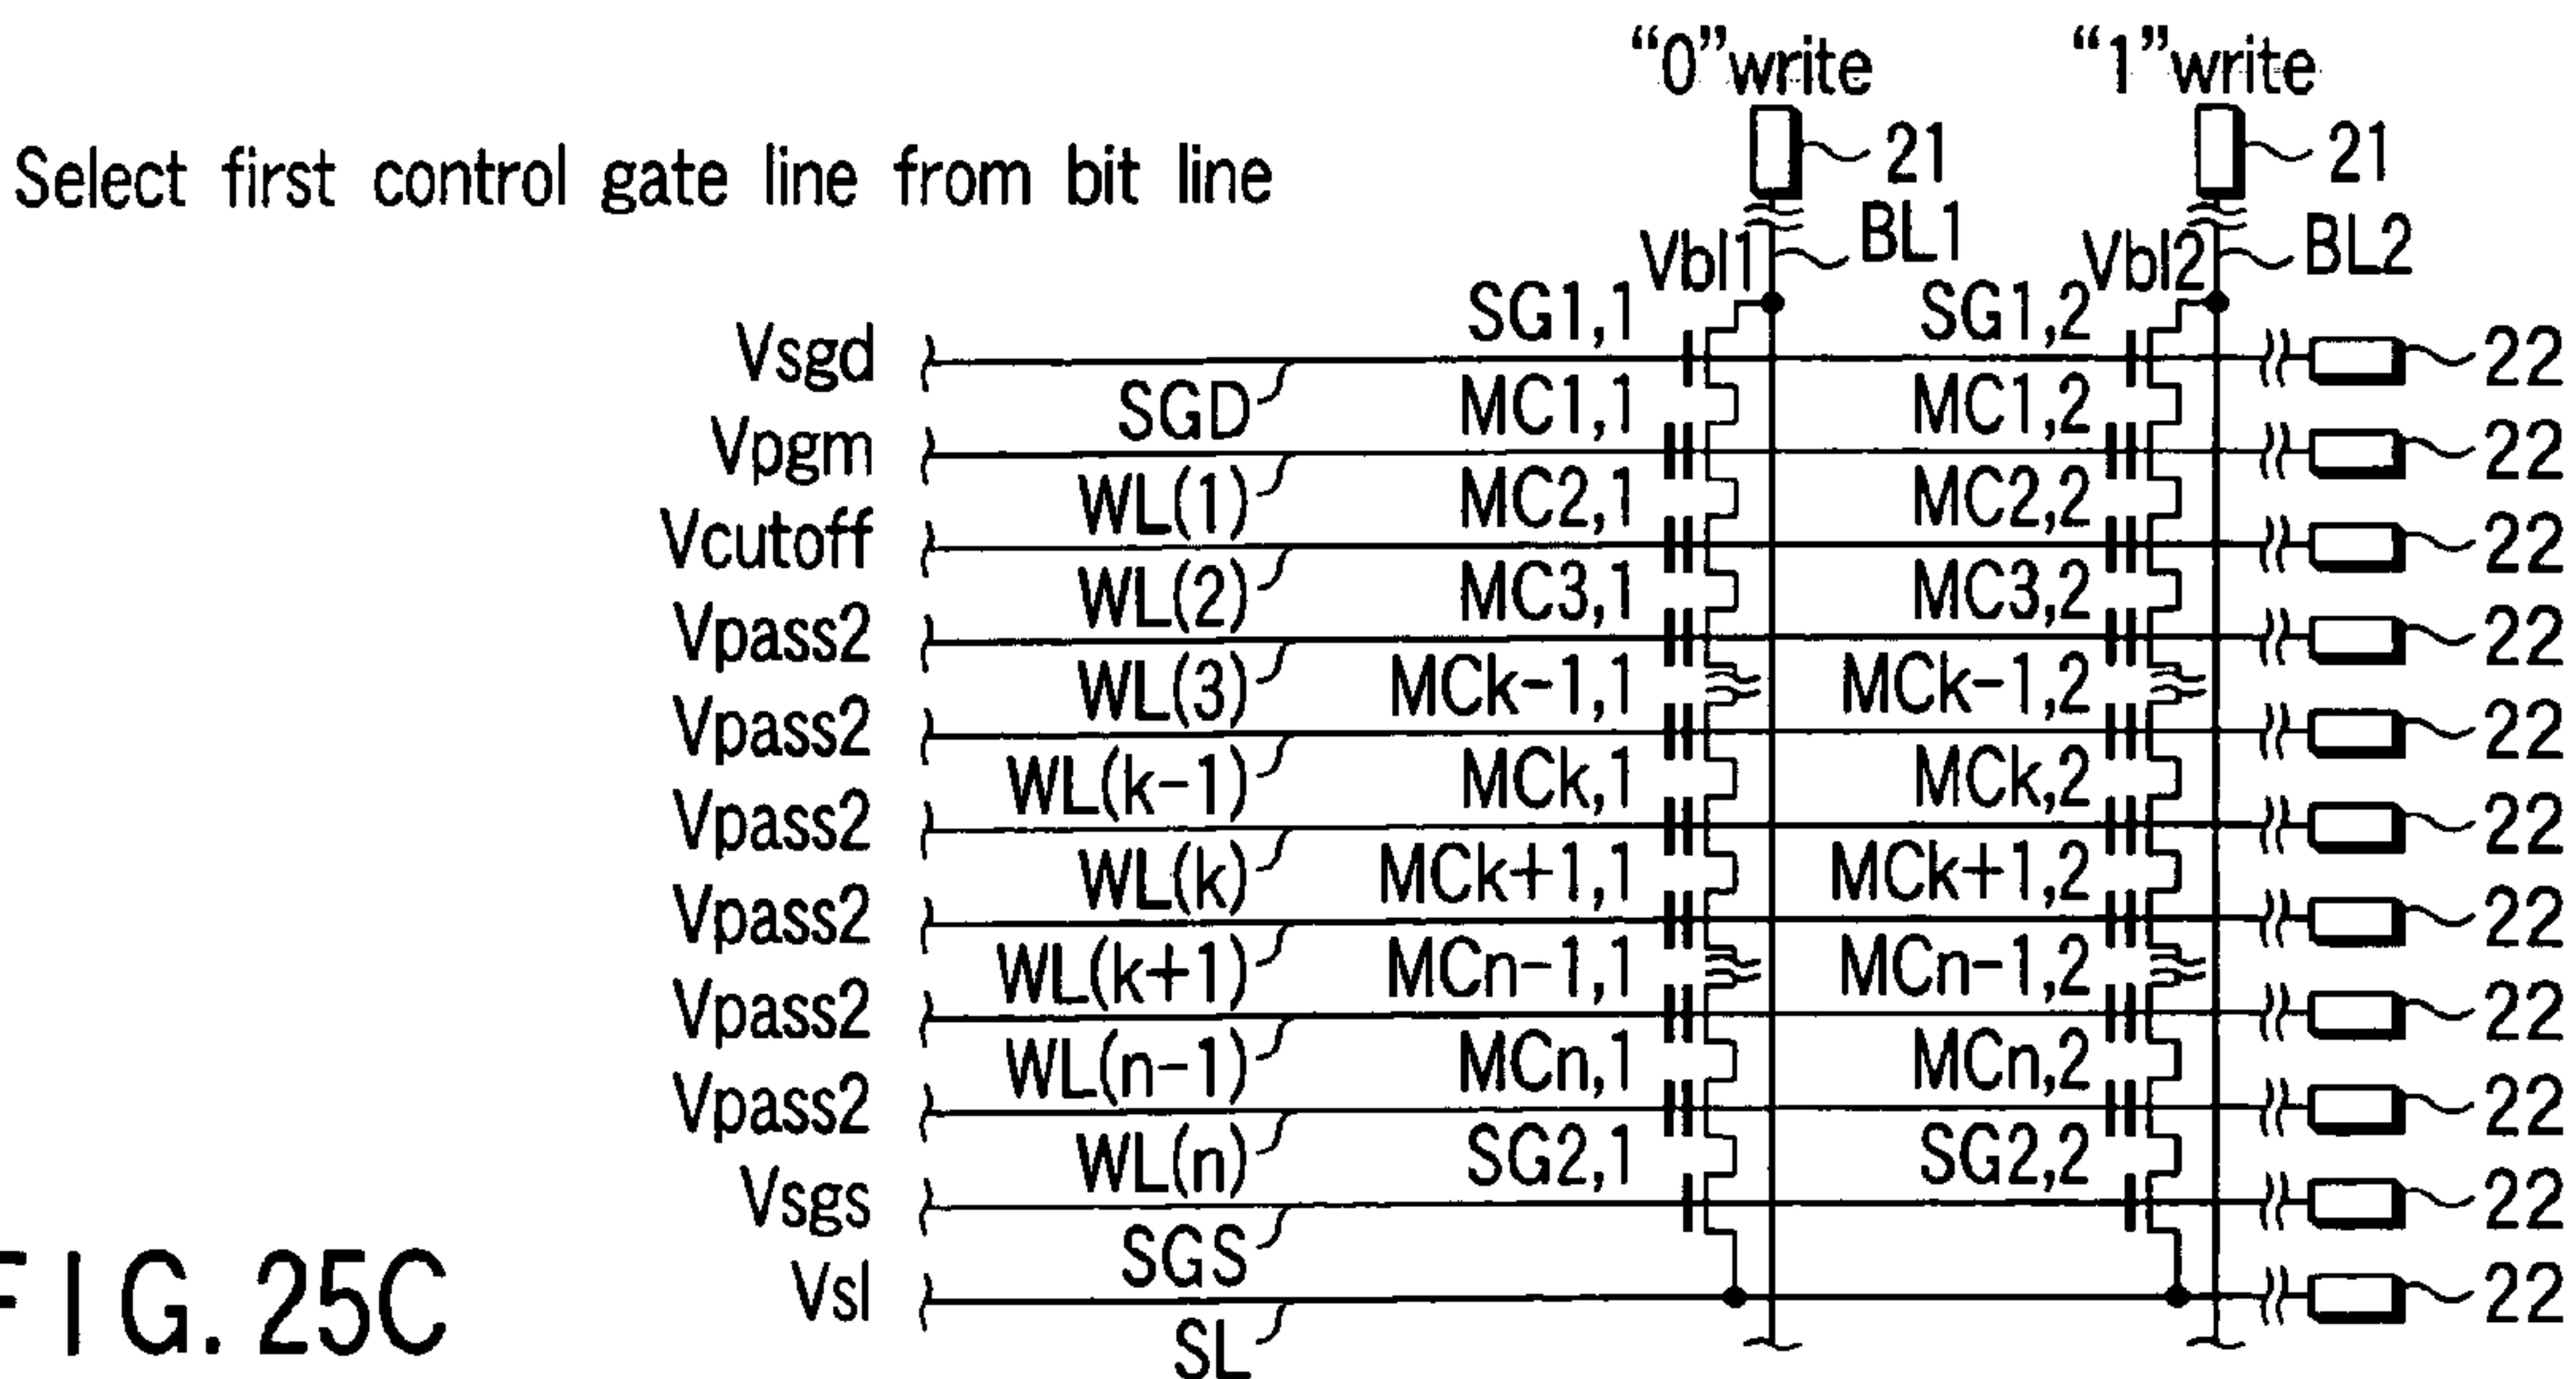 “0”write “1”write
Select first control gate line from bit line
21 21
Vbl1 BL1 Vbl2 BL2
SG1,1 SG1,2
Vsgd 22
SGD MC1,1 MC1,2
Vpgm 22
WL(1) MC2,1 MC2,2
Vcutoff 22
WL(2) MC3,1 MC3,2
Vpass2 22
WL(3) MCk-1,1 MCk-1,2
Vpass2 22
WL(k-1) MCk,1 MCk,2
Vpass2 22
WL(k) MCk+1,1 MCk+1,2
Vpass2 22
WL(k+1) MCn-1,1 MCn-1,2
Vpass2 22
WL(n-1) MCn,1 MCn,2
Vpass2 22
WL(n) SG2,1 SG2,2
Vsgs 22
SGS
Vsl 22
SL
FIG. 25C